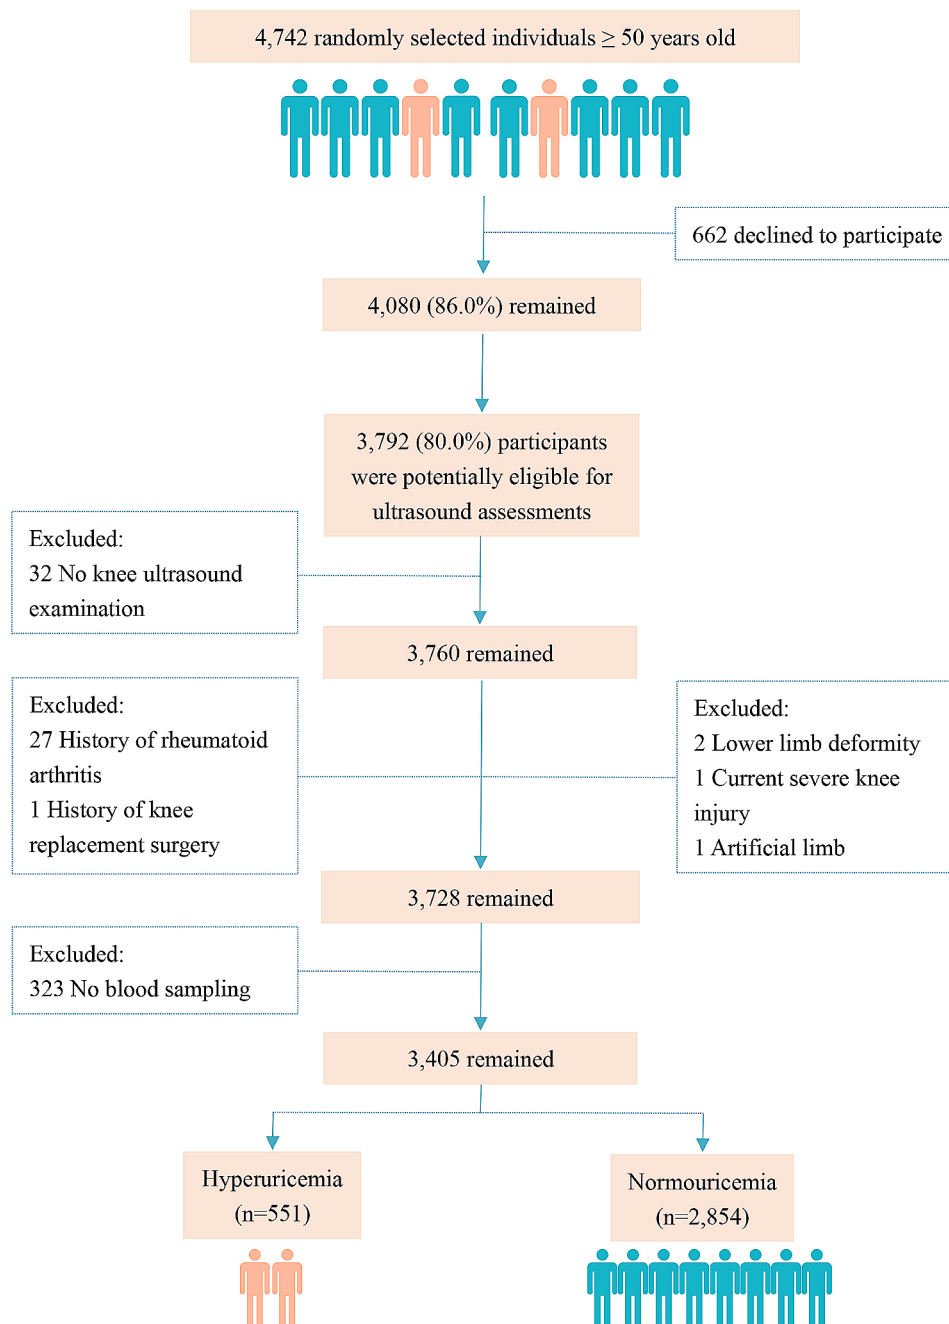 4,742 randomly selected individuals ≥ 50 years old
662 declined to participate
4,080 (86.0%) remained
3,792 (80.0%) participants
were potentially eligible for
ultrasound assessments
Excluded:
32 No knee ultrasound
examination
3,760 remained
Excluded:
27 History of rheumatoid
arthritis
1 History of knee
replacement surgery
Excluded:
2 Lower limb deformity
1 Current severe knee
injury
1 Artificial limb
3,728 remained
Excluded:
323 No blood sampling
3,405 remained
Hyperuricemia
(n=551)
Normouricemia
(n=2,854)